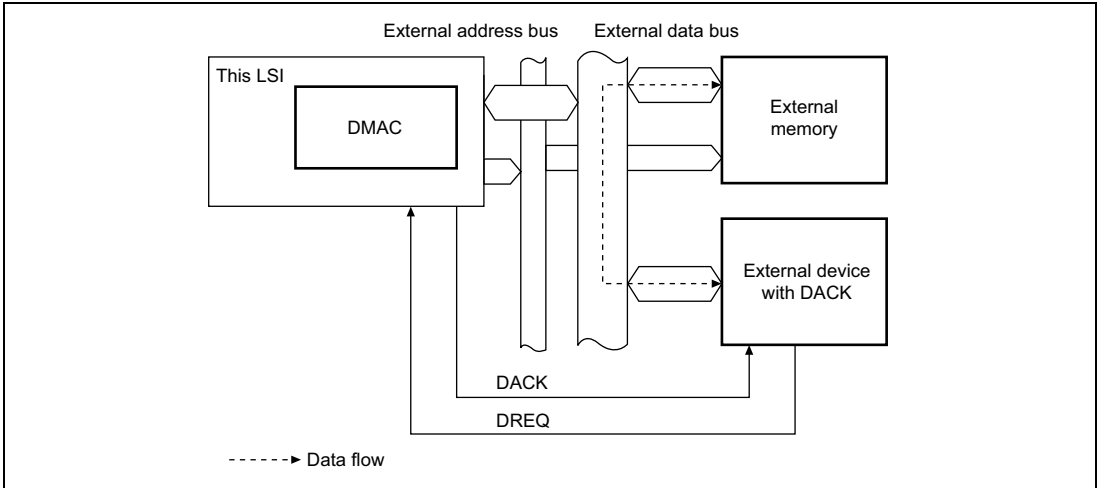 External address bus
External data bus
This LSI
DMAC
External
memory
External device
with DACK
DACK
DREQ
Data flow